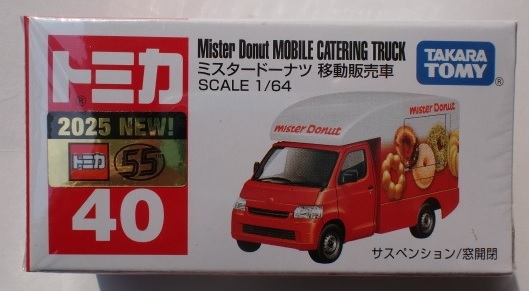 トミカ
®
2025 NEW!
トミカ 55
40
Mister Donut MOBILE CATERING TRUCK
ミスタードーナツ 移動販売車
SCALE 1/64
TAKARA
TOMY®
mister Donut
mister Donut
サスペンション/窓開閉